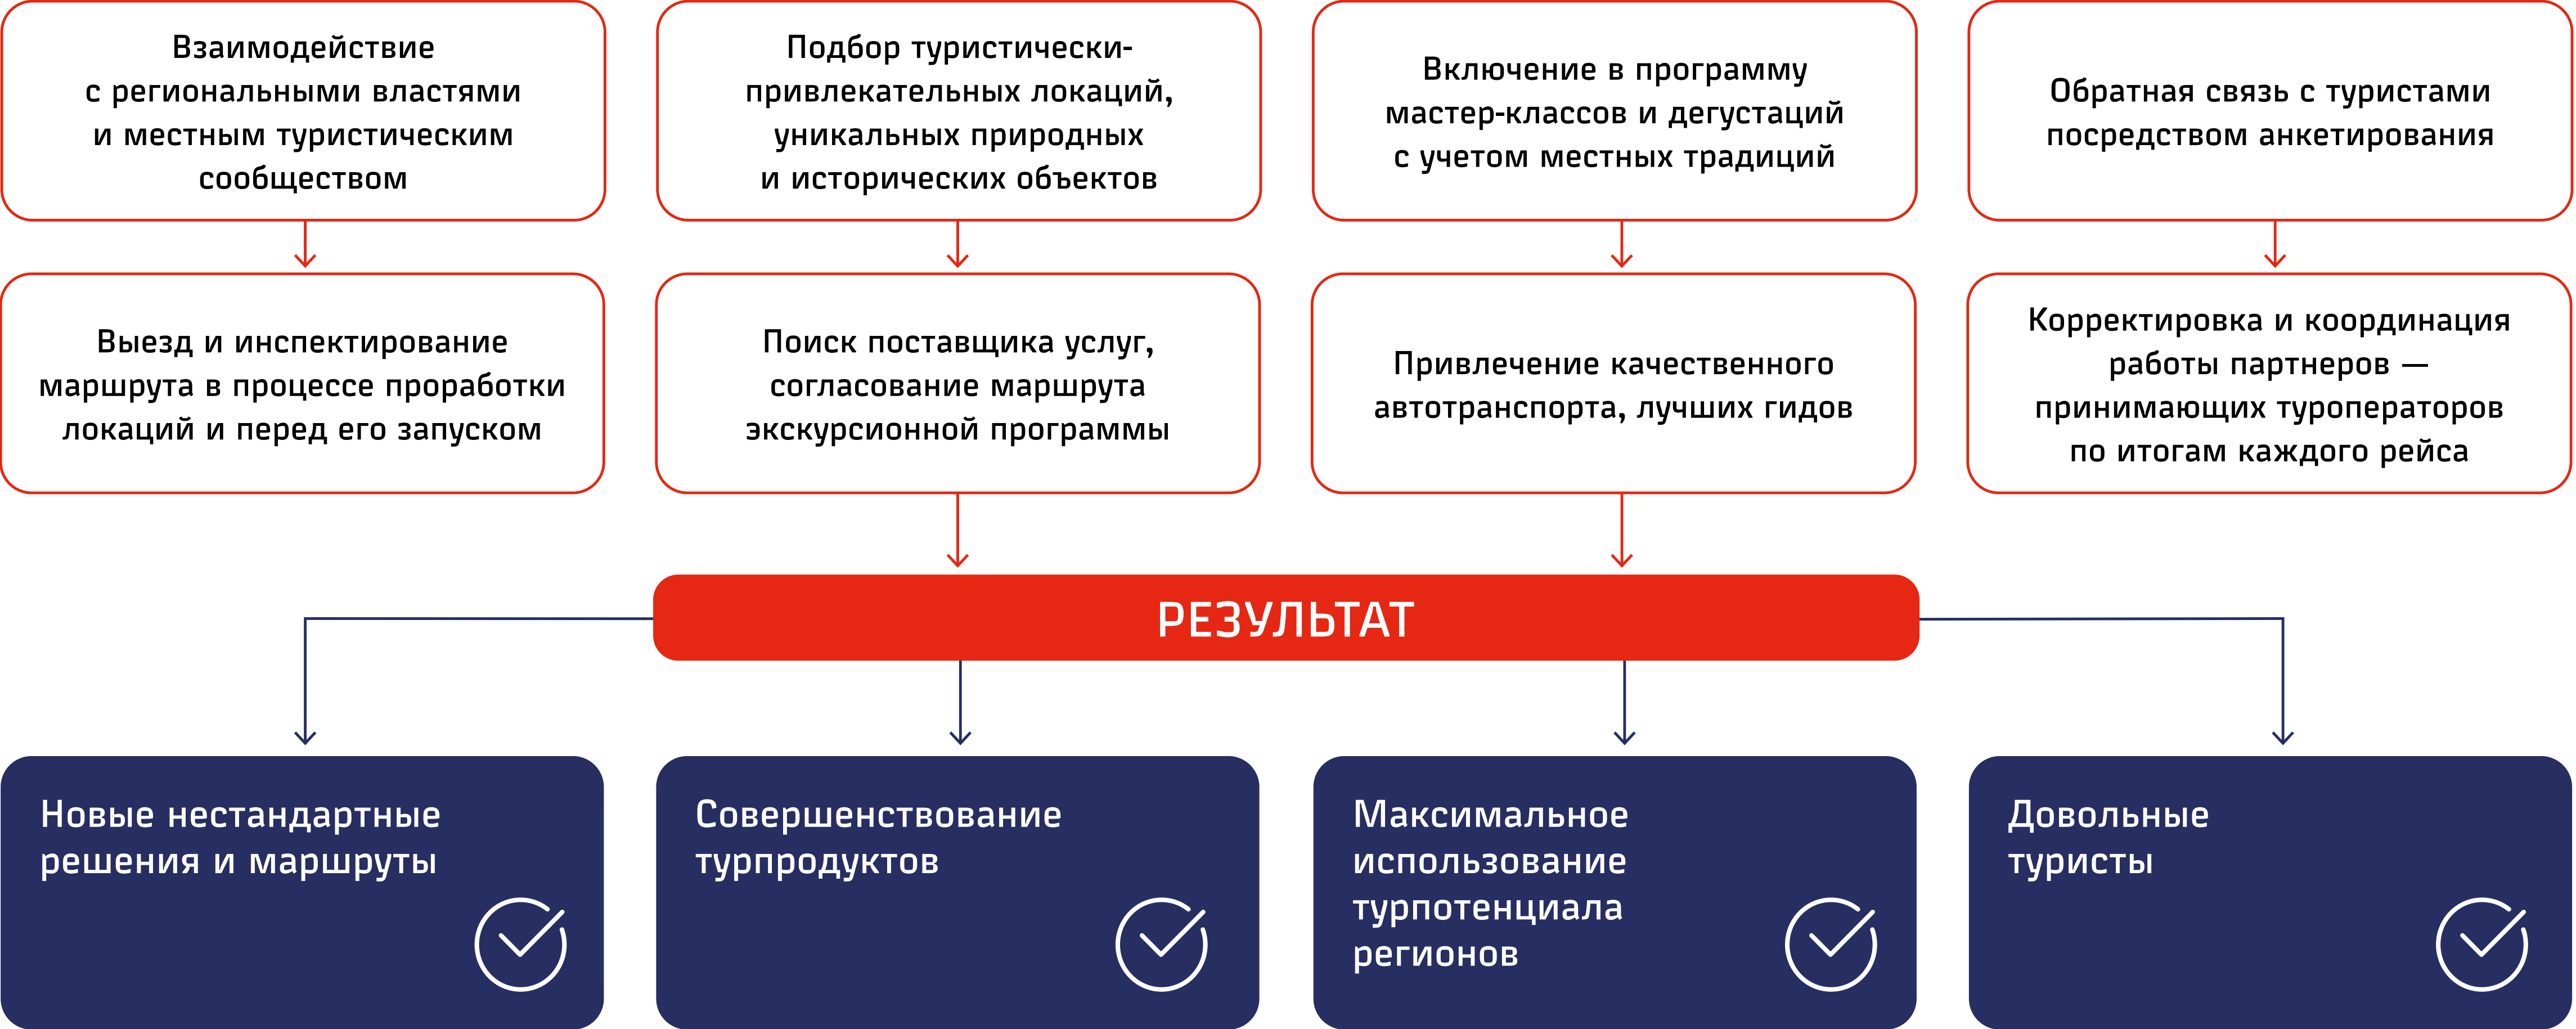 Взаимодействие
с региональными властями
и местным туристическим
сообществом
Подбор туристически-
привлекательных локаций,
уникальных природных
и исторических объектов
Включение в программу
мастер-классов и дегустаций
с учетом местных традиций
Обратная связь с туристами
посредством анкетирования
Выезд и инспектирование
маршрута в процессе проработки
локаций и перед его запуском
Поиск поставщика услуг,
согласование маршрута
экскурсионной программы
Привлечение качественного
автотранспорта, лучших гидов
Корректировка и координация
работы партнеров —
принимающих туроператоров
по итогам каждого рейса
РЕЗУЛЬТАТ
Новые нестандартные
решения и маршруты
Совершенствование
турпродуктов
Максимальное
использование
турпотенциала
регионов
Довольные
туристы